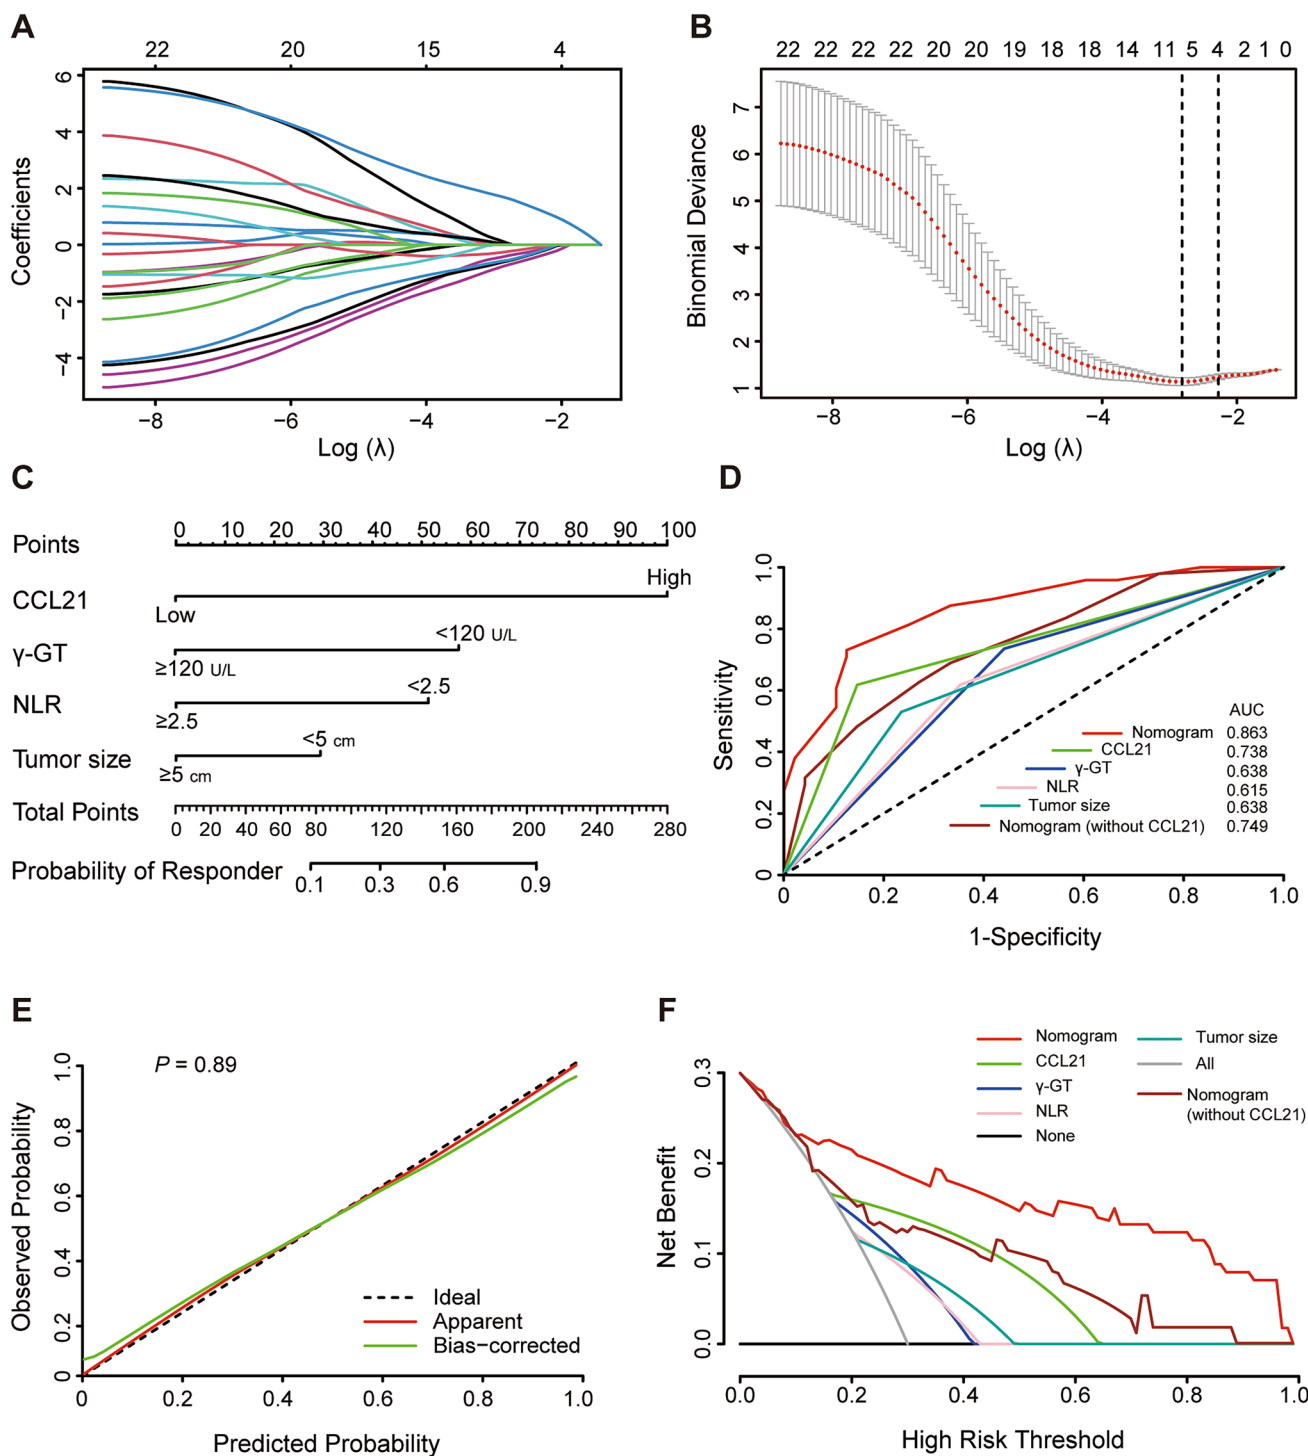 A
22 20 15 4
6
4
2
0
−2
−4
Coefficients
−8 −6 −4 −2
Log (λ)
B
22 22 22 22 20 20 19 18 18 14 11 5 4 2 1 0
7
6
5
4
3
2
1
Binomial Deviance
−8 −6 −4 −2
Log (λ)
C
0 10 20 30 40 50 60 70 80 90 100
Points
High
CCL21
Low
<120 U/L
γ-GT
≥120 U/L
<2.5
NLR
≥2.5
<5 cm
Tumor size
≥5 cm
Total Points
0 20 40 60 80 120 160 200 240 280
Probability of Responder
0.1 0.3 0.6 0.9
D
1.0
0.8
0.6
0.4
0.2
0
Sensitivity
AUC
Nomogram 0.863
CCL21 0.738
γ-GT 0.638
NLR 0.615
Tumor size 0.638
Nomogram (without CCL21) 0.749
0 0.2 0.4 0.6 0.8 1.0
1-Specificity
E
P = 0.89
1.0
0.8
0.6
0.4
0.2
0
Observed Probability
Ideal
Apparent
Bias−corrected
0 0.2 0.4 0.6 0.8 1.0
Predicted Probability
F
Nomogram
CCL21
γ-GT
NLR
None
Tumor size
All
Nomogram
(without CCL21)
0.3
0.2
0.1
0.0
Net Benefit
0.0 0.2 0.4 0.6 0.8 1.0
High Risk Threshold